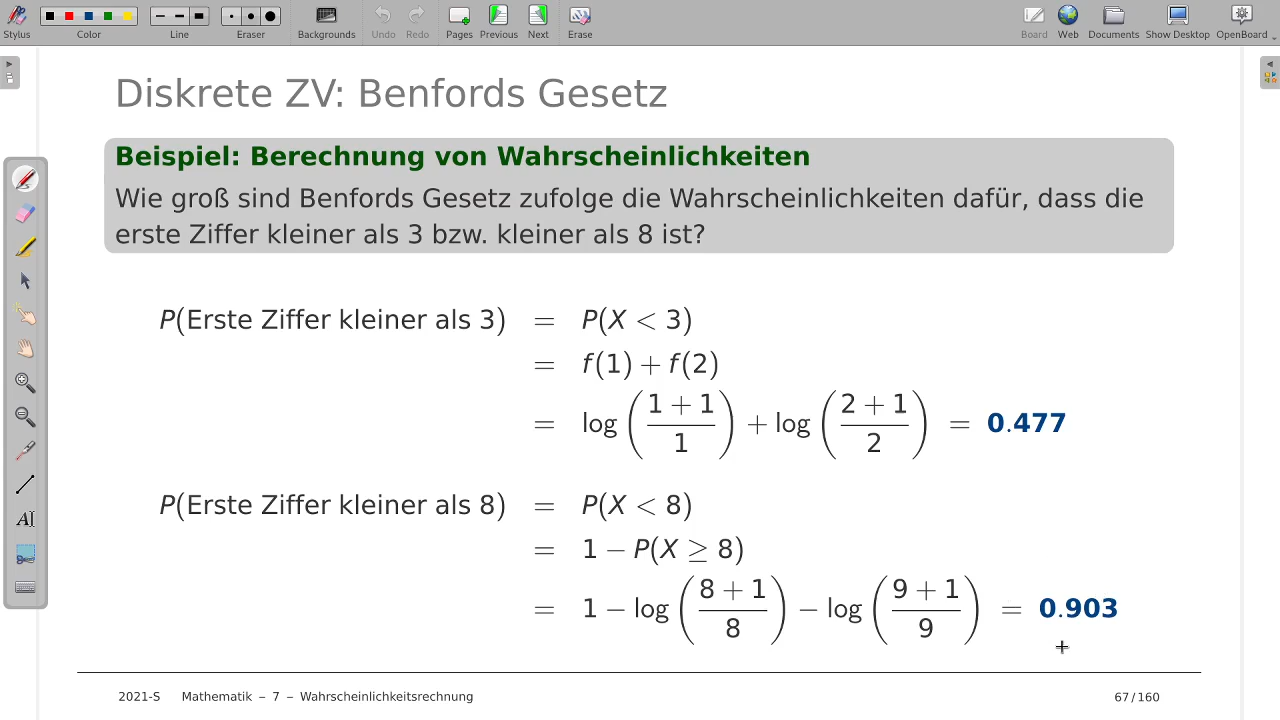 Stylus Color Line Eraser Backgrounds Undo Redo Pages Previous Next Erase Board Web Documents Show Desktop OpenBoard
Diskrete ZV: Benfords Gesetz
Beispiel: Berechnung von Wahrscheinlichkeiten
Wie groß sind Benfords Gesetz zufolge die Wahrscheinlichkeiten dafür, dass die
erste Ziffer kleiner als 3 bzw. kleiner als 8 ist?
P(Erste Ziffer kleiner als 3) = P(X < 3)
= f(1) + f(2)
= log((1 + 1)/1) + log((2 + 1)/2) = 0.477
P(Erste Ziffer kleiner als 8) = P(X < 8)
= 1 − P(X ≥ 8)
= 1 − log((8 + 1)/8) − log((9 + 1)/9) = 0.903
AI
2021-S Mathematik – 7 – Wahrscheinlichkeitsrechnung 67/160